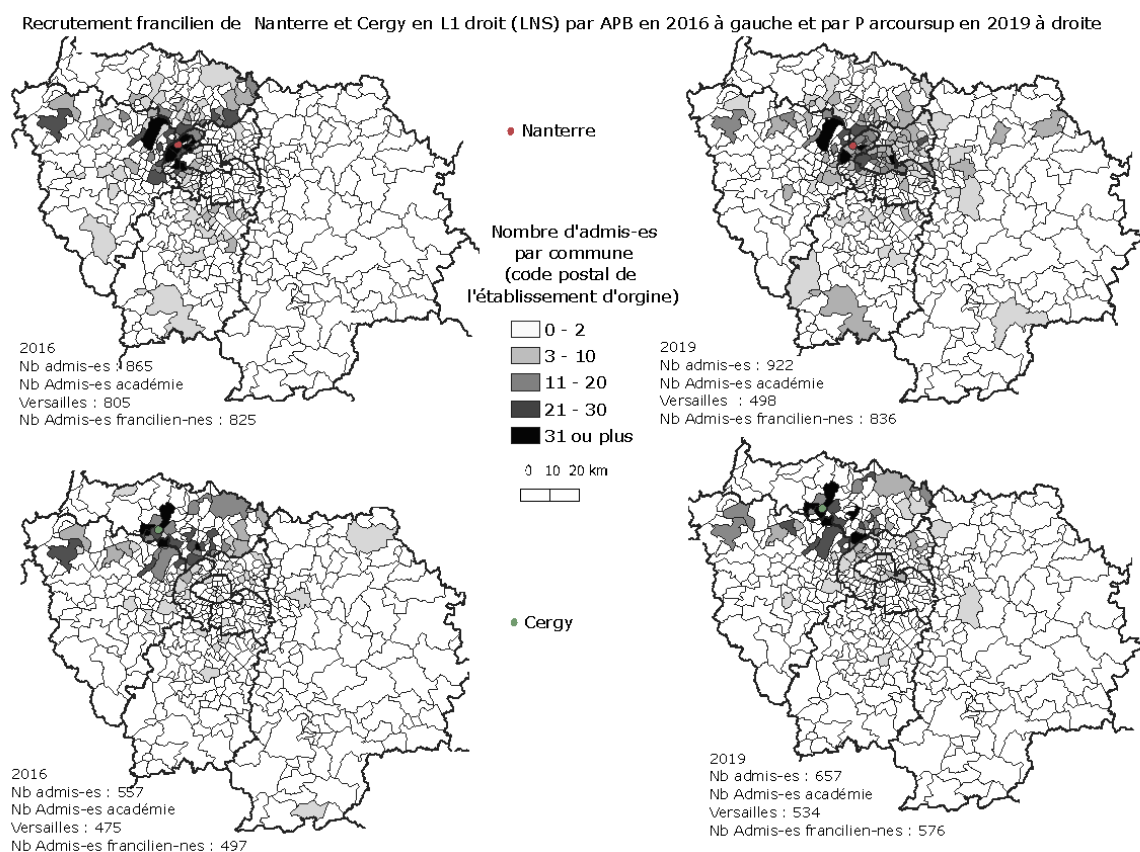 Recrutement francilien de Nanterre et Cergy en L1 droit (LNS) par APB en 2016 à gauche et par P arcoursup en 2019 à droite
Nanterre
Nombre d'admis-es
par commune
(code postal de
l'établissement d'orgine)
0 - 2
3 - 10
11 - 20
21 - 30
31 ou plus
0 10 20 km
2016
Nb admis-es : 865
Nb Admis-es académie
Versailles : 805
Nb Admis-es francilien-nes : 825
2019
Nb admis-es : 922
Nb Admis-es académie
Versailles : 498
Nb Admis-es francilien-nes : 836
Cergy
2016
Nb admis-es : 557
Nb Admis-es académie
Versailles : 475
Nb Admis-es francilien-nes : 497
2019
Nb admis-es : 657
Nb Admis-es académie
Versailles : 534
Nb Admis-es francilien-nes : 576